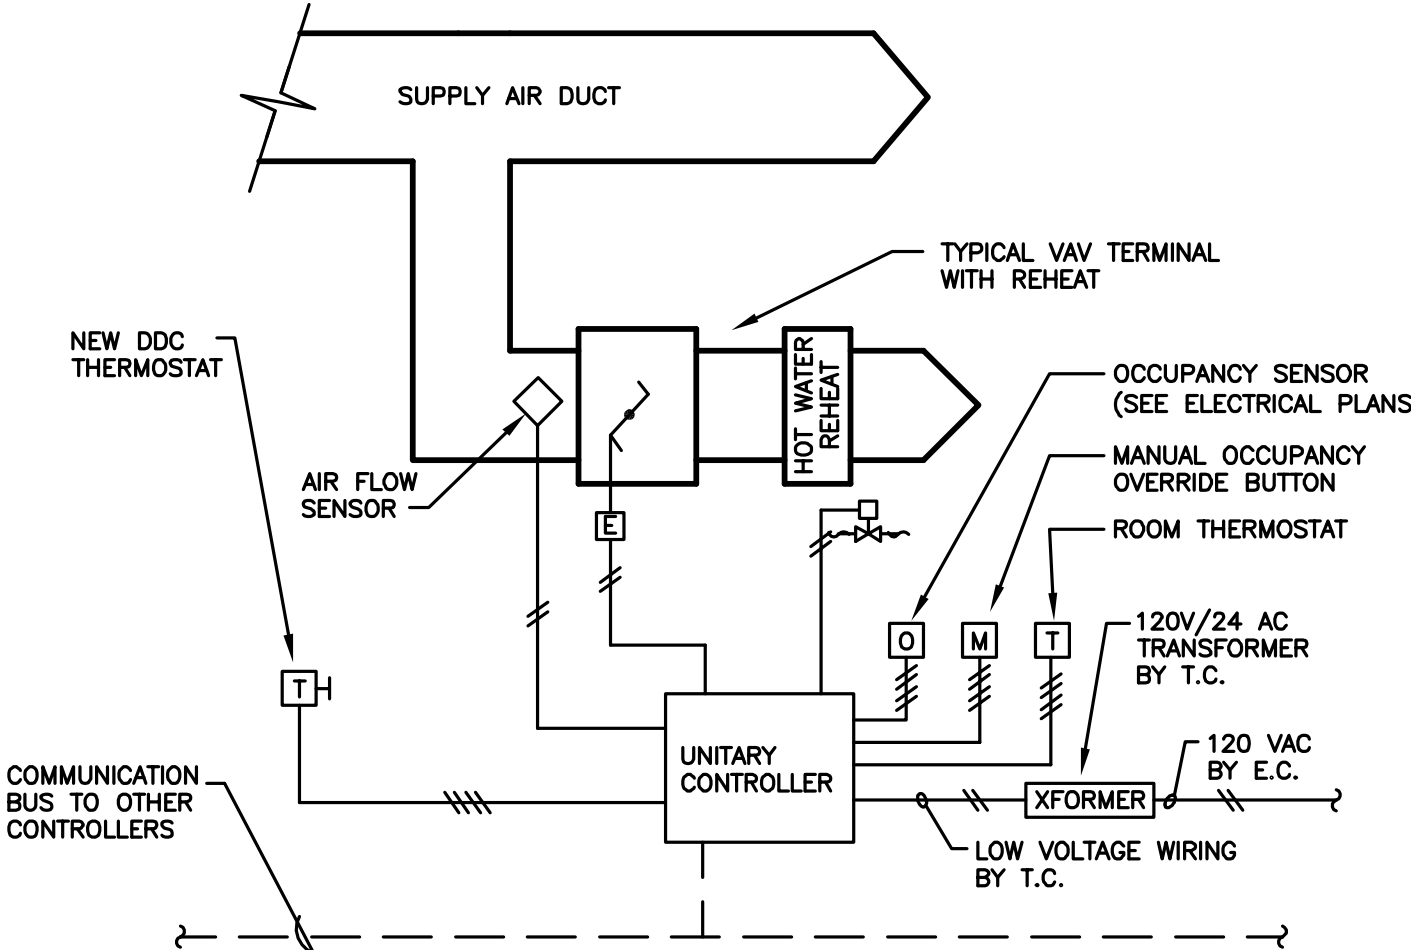 SUPPLY AIR DUCT
TYPICAL VAV TERMINAL
WITH REHEAT
NEW DDC
THERMOSTAT
HOT WATER
REHEAT
OCCUPANCY SENSOR
(SEE ELECTRICAL PLANS
AIR FLOW
SENSOR
MANUAL OCCUPANCY
OVERRIDE BUTTON
E
ROOM THERMOSTAT
O
M
T
120V/24 AC
TRANSFORMER
BY T.C.
T
UNITARY
CONTROLLER
120 VAC
BY E.C.
COMMUNICATION
BUS TO OTHER
CONTROLLERS
XFORMER
LOW VOLTAGE WIRING
BY T.C.